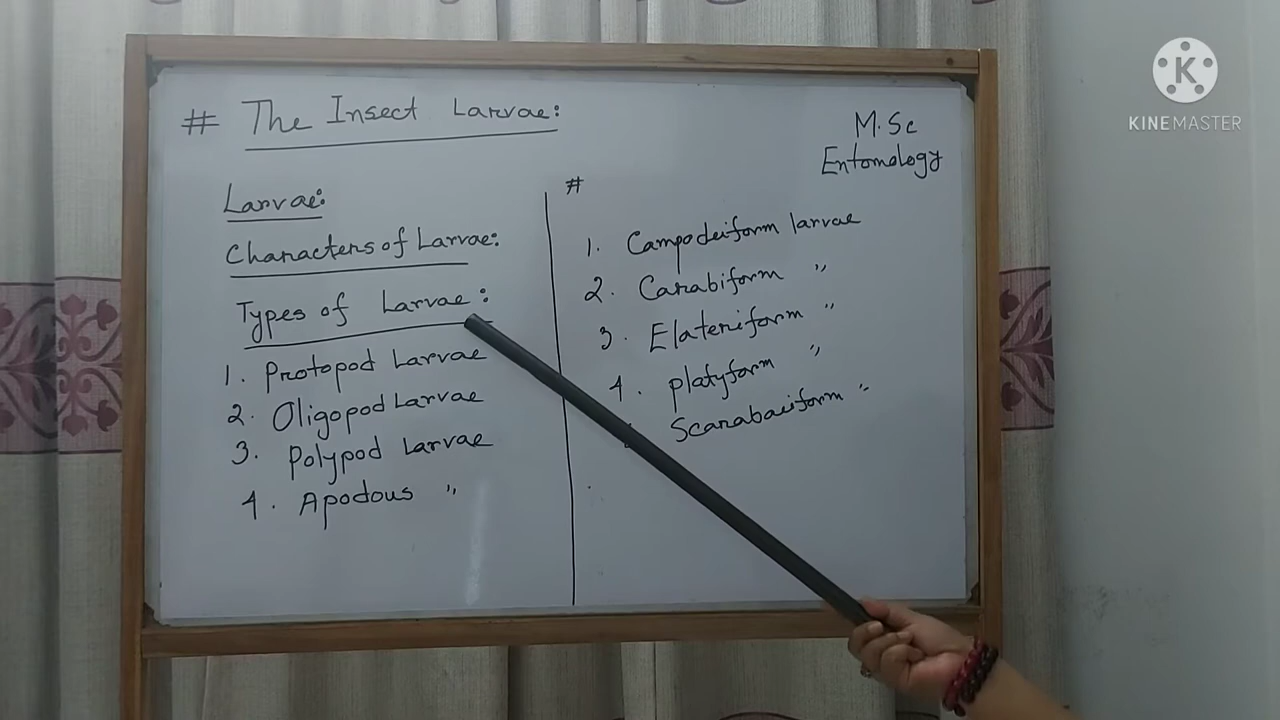 # The Insect Larvae:
M.Sc
Entomology
Larvae:
Characters of Larvae:
Types of Larvae:
1. Protopod Larvae
2. Oligopod Larvae
3. Polypod Larvae
4. Apodous "
#
1. Campodeiform larvae
2. Carabiform "
3. Elateriform "
4. Platyform "
Scarabaeiform "
K
KINEMASTER